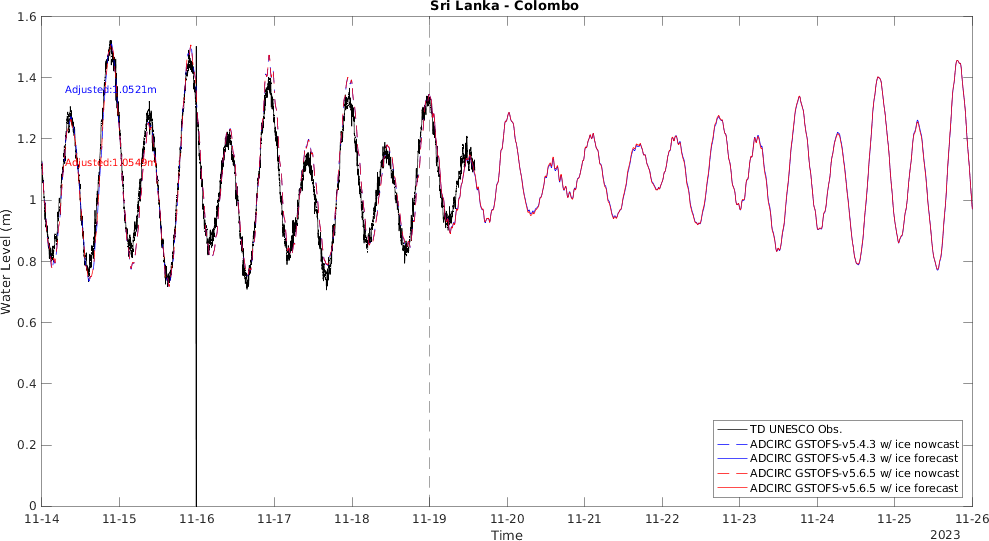 Sri Lanka - Colombo
1.6
1.4
1.2
1
0.8
0.6
0.4
0.2
0
Water Level (m)
Adjusted:1.0521m
Adjusted:1.0549m
TD UNESCO Obs.
ADCIRC GSTOFS-v5.4.3 w/ ice nowcast
ADCIRC GSTOFS-v5.4.3 w/ ice forecast
ADCIRC GSTOFS-v5.6.5 w/ ice nowcast
ADCIRC GSTOFS-v5.6.5 w/ ice forecast
11-14 11-15 11-16 11-17 11-18 11-19 11-20 11-21 11-22 11-23 11-24 11-25 11-26
Time
2023